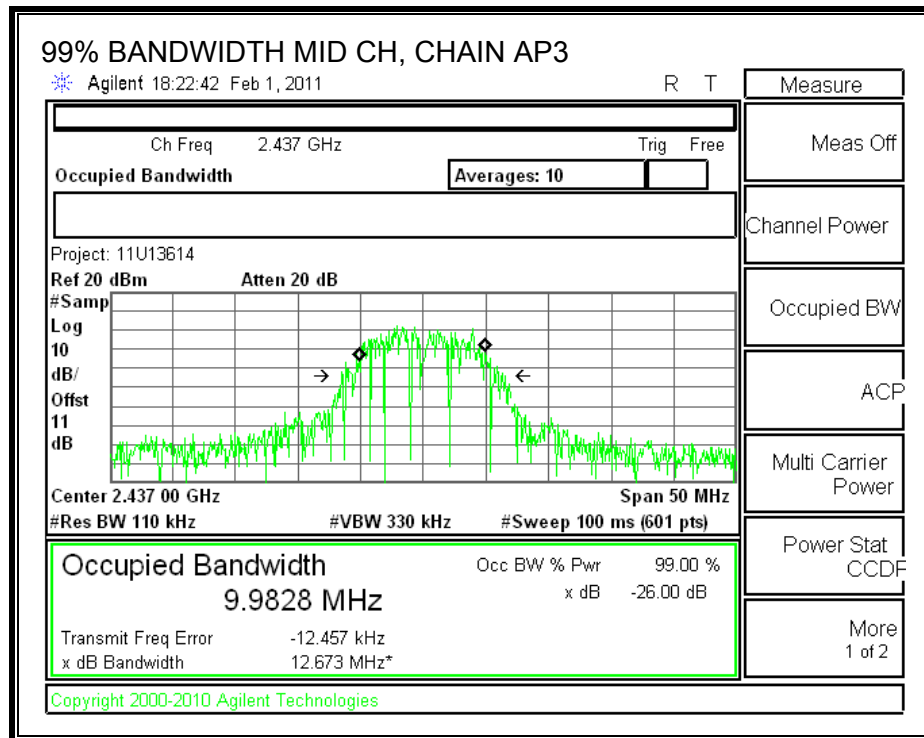 99% BANDWIDTH MID CH, CHAIN AP3
Agilent 18:22:42 Feb 1, 2011 R T
Ch Freq 2.437 GHz Trig Free
Occupied Bandwidth Averages: 10
Project: 11U13614
Ref 20 dBm Atten 20 dB
#Samp
Log
10
dB/
Offst
11
dB
Center 2.437 00 GHz Span 50 MHz
#Res BW 110 kHz #VBW 330 kHz #Sweep 100 ms (601 pts)
Occupied Bandwidth Occ BW % Pwr 99.00 %
9.9828 MHz x dB -26.00 dB
Transmit Freq Error -12.457 kHz
x dB Bandwidth 12.673 MHz*
Copyright 2000-2010 Agilent Technologies
Measure
Meas Off
Channel Power
Occupied BW
ACP
Multi Carrier
Power
Power Stat
CCDF
More
1 of 2